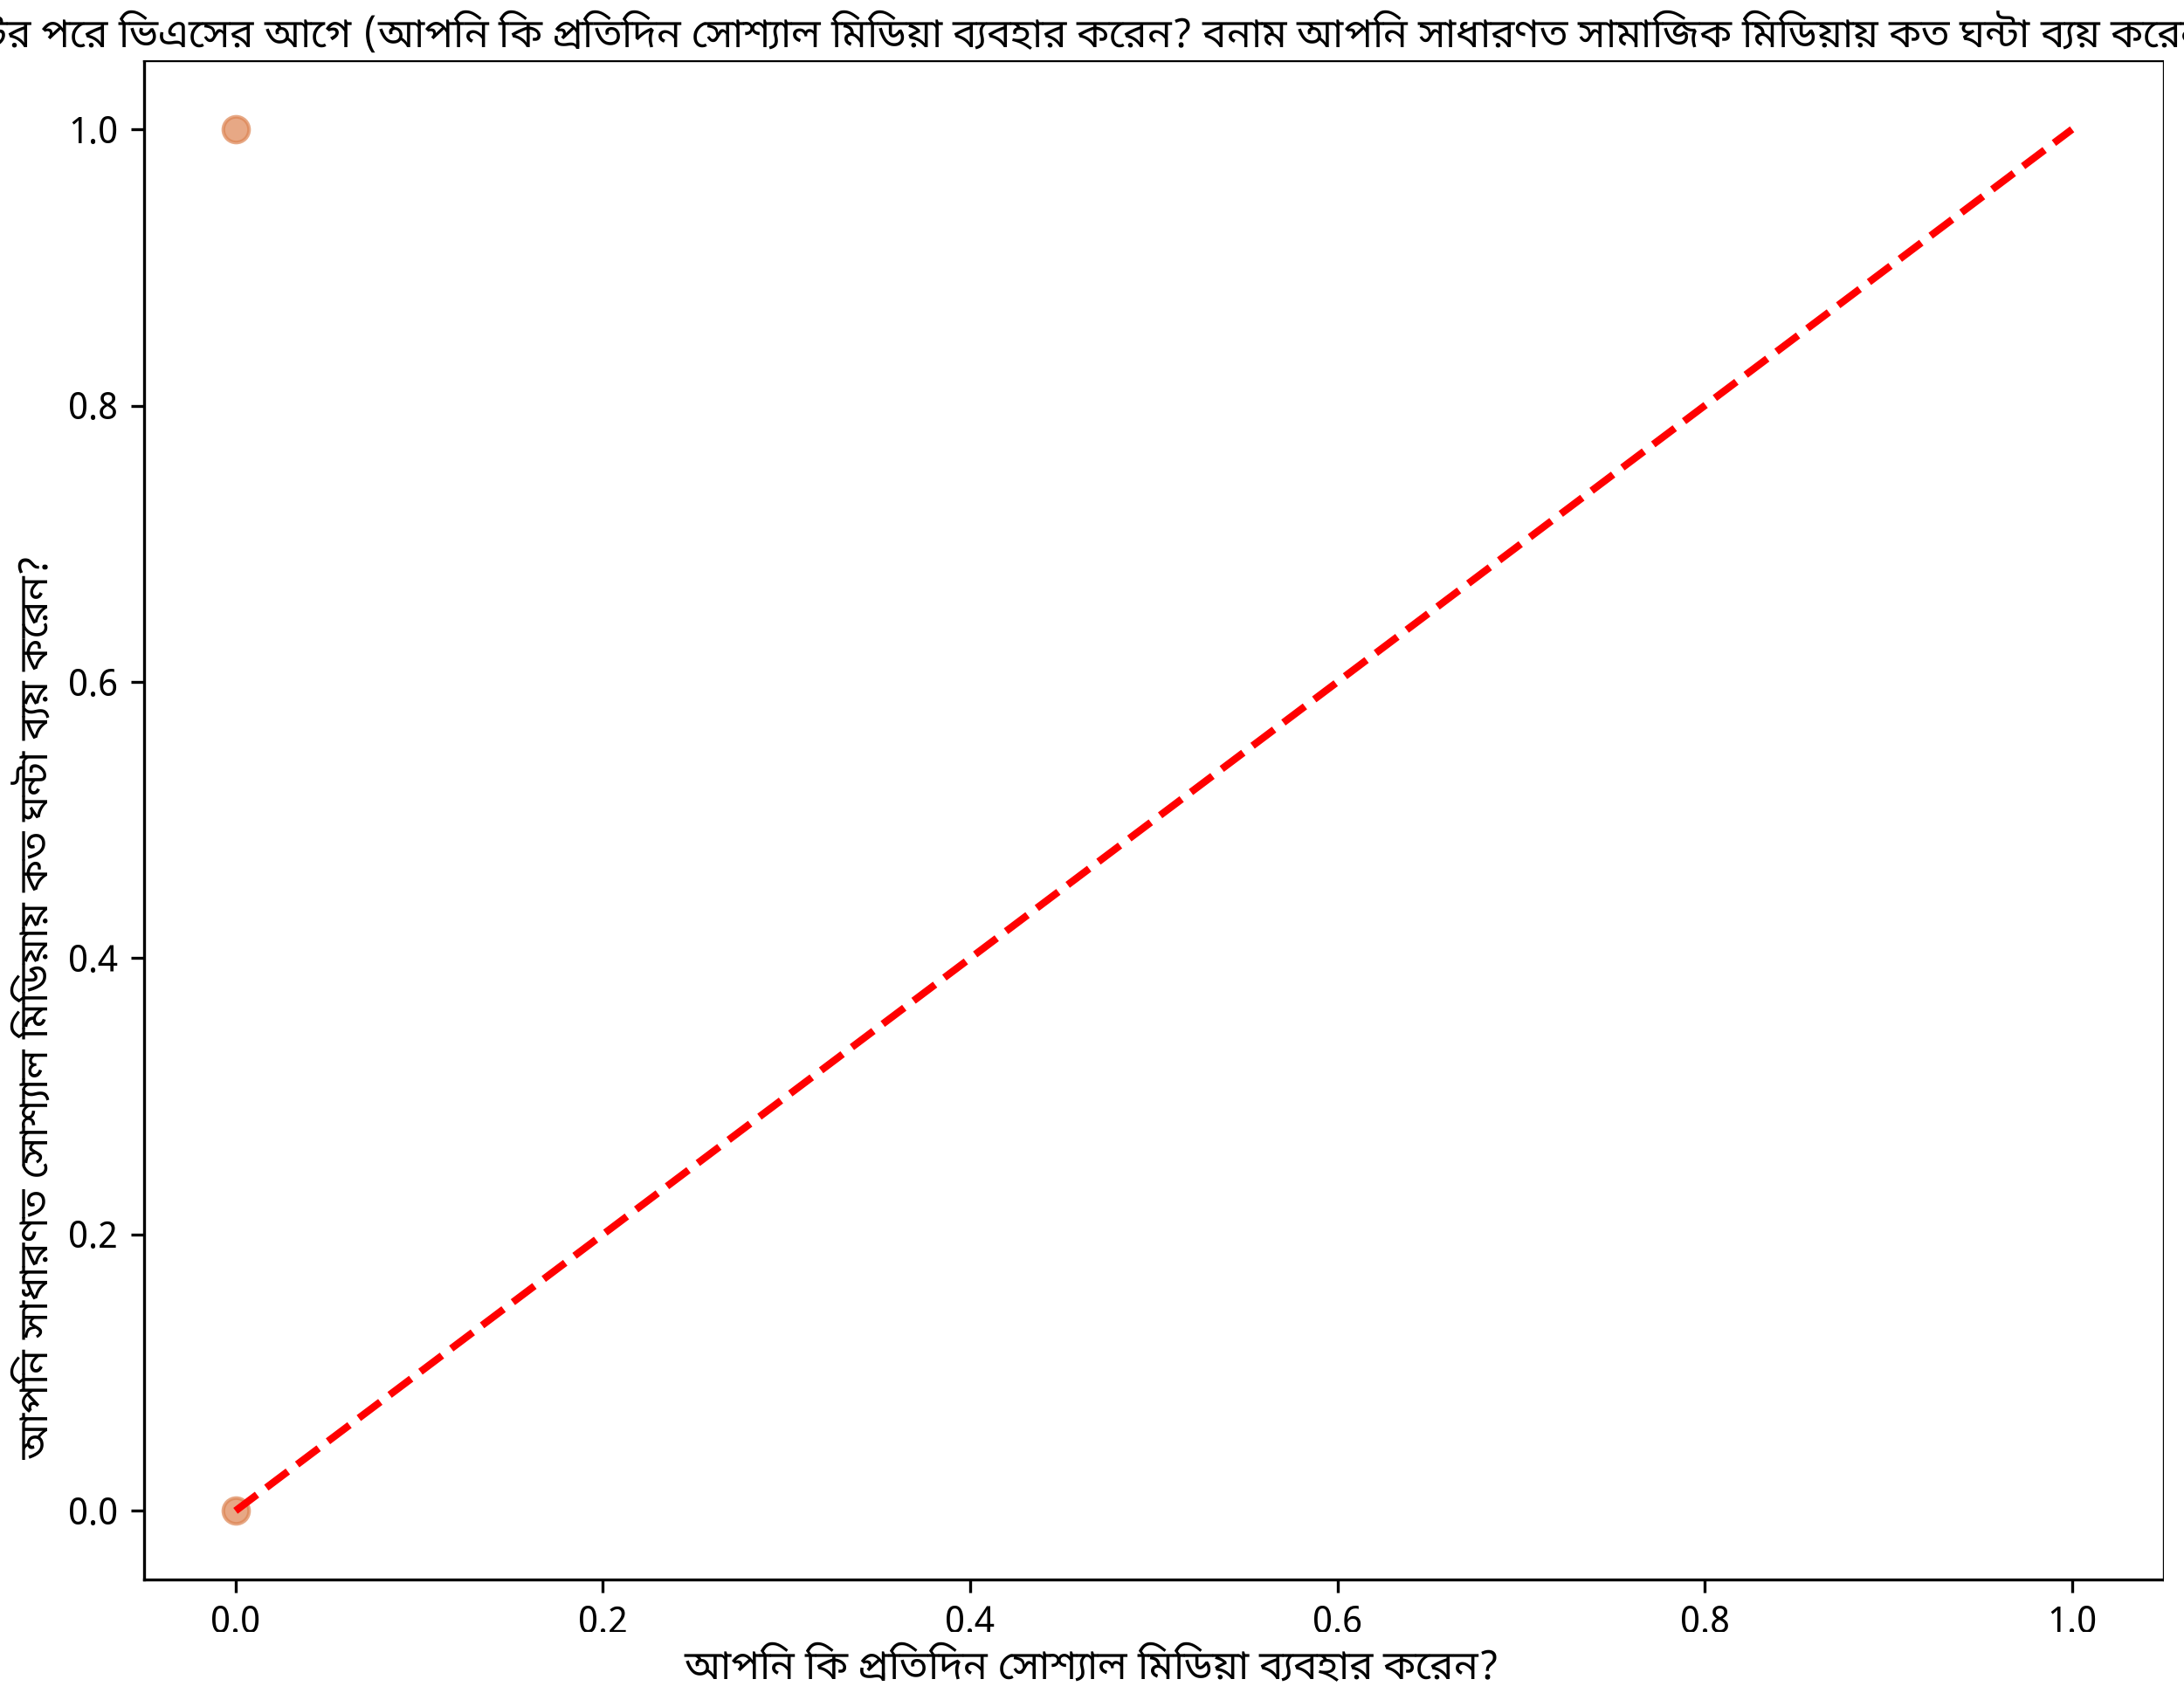 পরে ভিএসের আগে (আপনি কি প্রতিদিন সোশ্যাল মিডিয়া ব্যবহার করেন? বনাম আপনি সাধারণত সামাজিক মিডিয়ায় কত ঘন্টা ব্যয় করে
আপনি সাধারণত সোশ্যাল মিডিয়ায় কত ঘণ্টা ব্যয় করেন?
1.0
0.8
0.6
0.4
0.2
0.0
0.0 0.2 0.4 0.6 0.8 1.0
আপনি কি প্রতিদিন সোশ্যাল মিডিয়া ব্যবহার করেন?